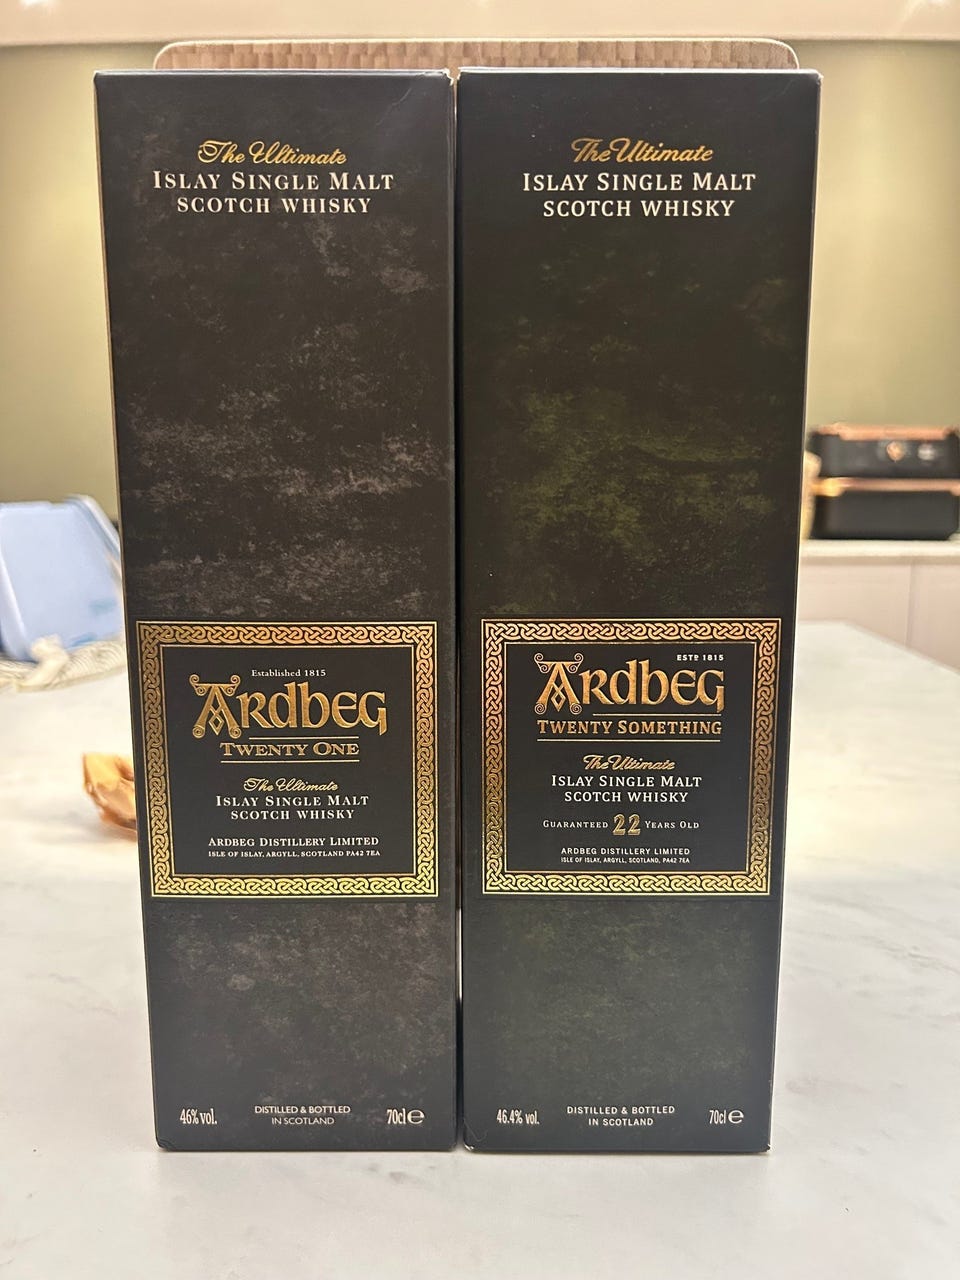 The Ultimate
ISLAY SINGLE MALT
SCOTCH WHISKY
Established 1815
ARDBEG
TWENTY ONE
The Ultimate
ISLAY SINGLE MALT
SCOTCH WHISKY
ARDBEG DISTILLERY LIMITED
ISLE OF ISLAY, ARGYLL, SCOTLAND PA42 7EA
46% vol.
DISTILLED & BOTTLED
IN SCOTLAND
70cl ℮
The Ultimate
ISLAY SINGLE MALT
SCOTCH WHISKY
ESTD 1815
ARDBEG
TWENTY SOMETHING
The Ultimate
ISLAY SINGLE MALT
SCOTCH WHISKY
GUARANTEED 22 YEARS OLD
ARDBEG DISTILLERY LIMITED
ISLE OF ISLAY, ARGYLL, SCOTLAND, PA42 7EA
46.4% vol.
DISTILLED & BOTTLED
IN SCOTLAND
70cl ℮